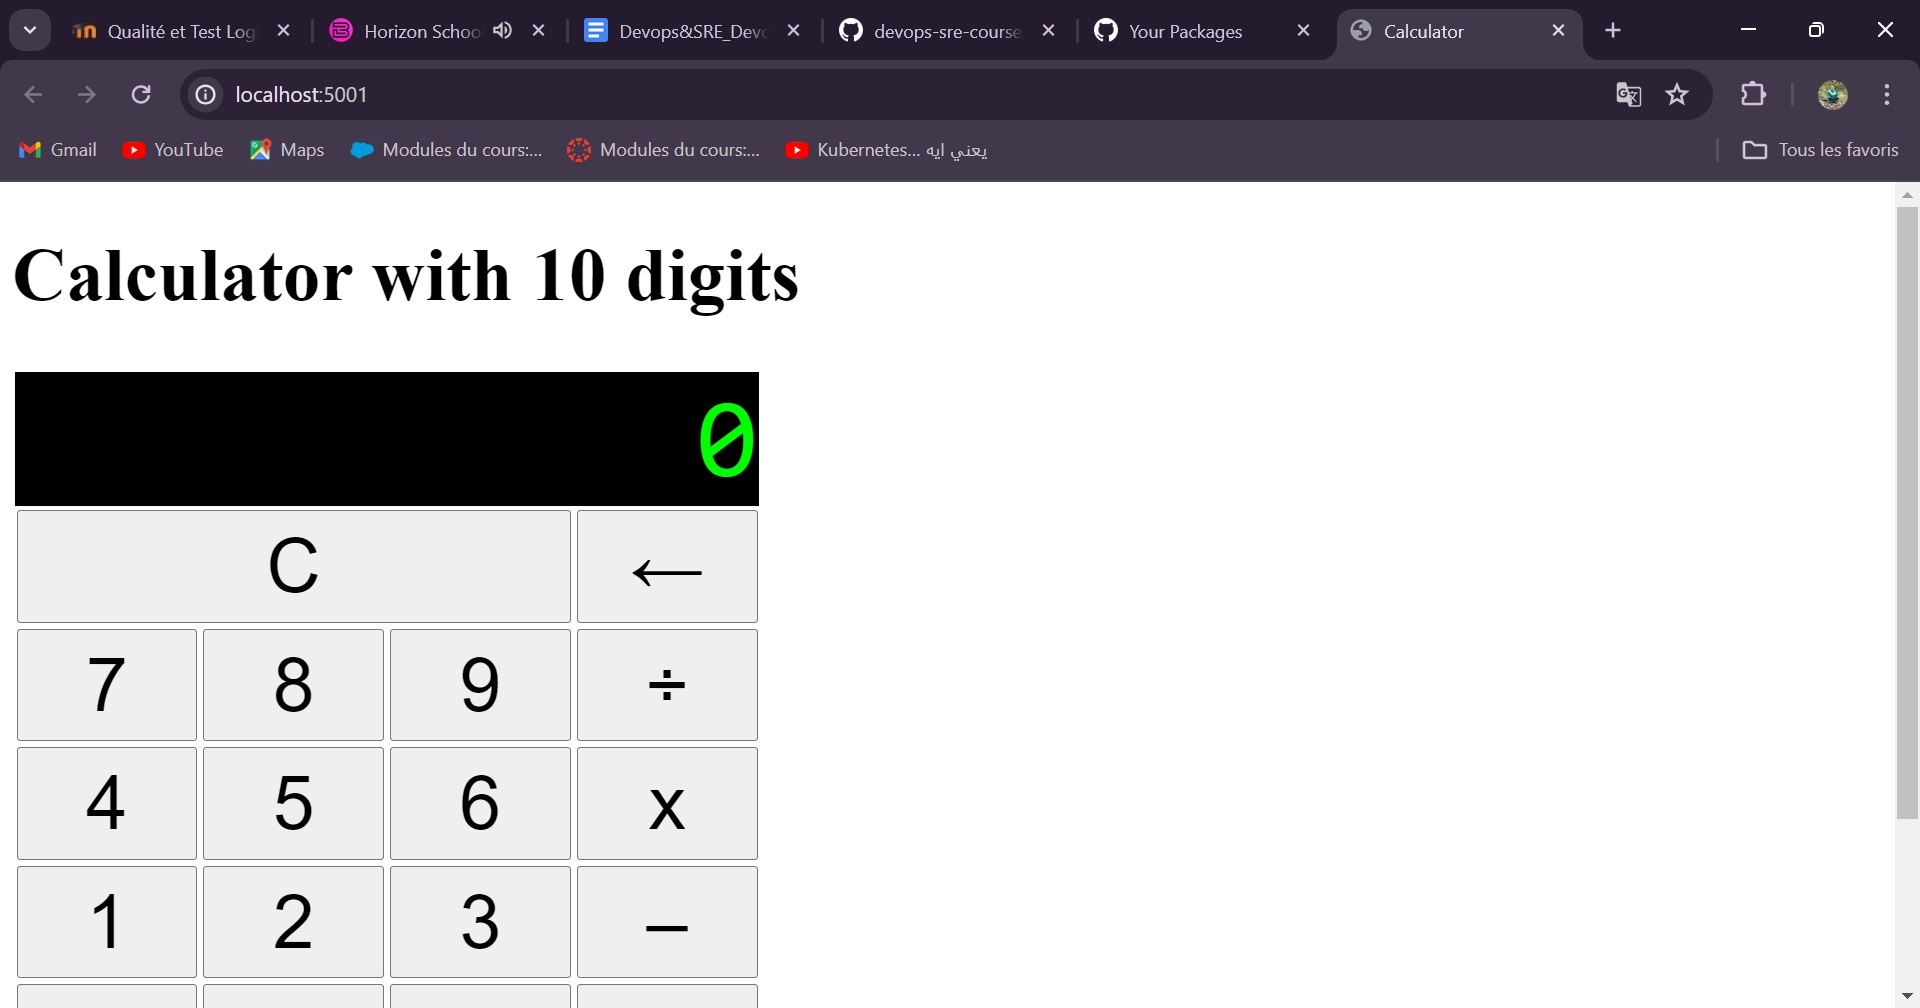 Qualité et Test Logi
Horizon Schoo
Devops&SRE_Devo
devops-sre-course
Your Packages
Calculator
localhost:5001
Gmail
YouTube
Maps
Modules du cours:...
Modules du cours:...
Kubernetes... يعني ايه
Tous les favoris
Calculator with 10 digits
0
C ←
7 8 9 ÷
4 5 6 x
1 2 3 –